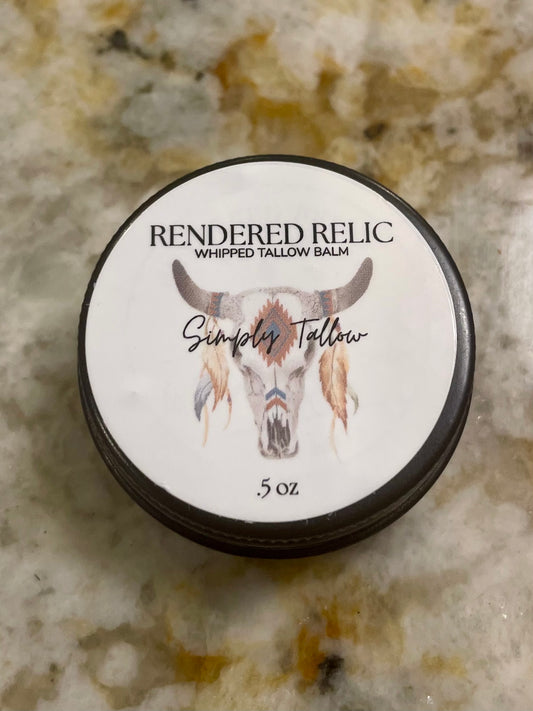 RENDERED RELIC
WHIPPED TALLOW BALM
Simply Tallow
.5 oz